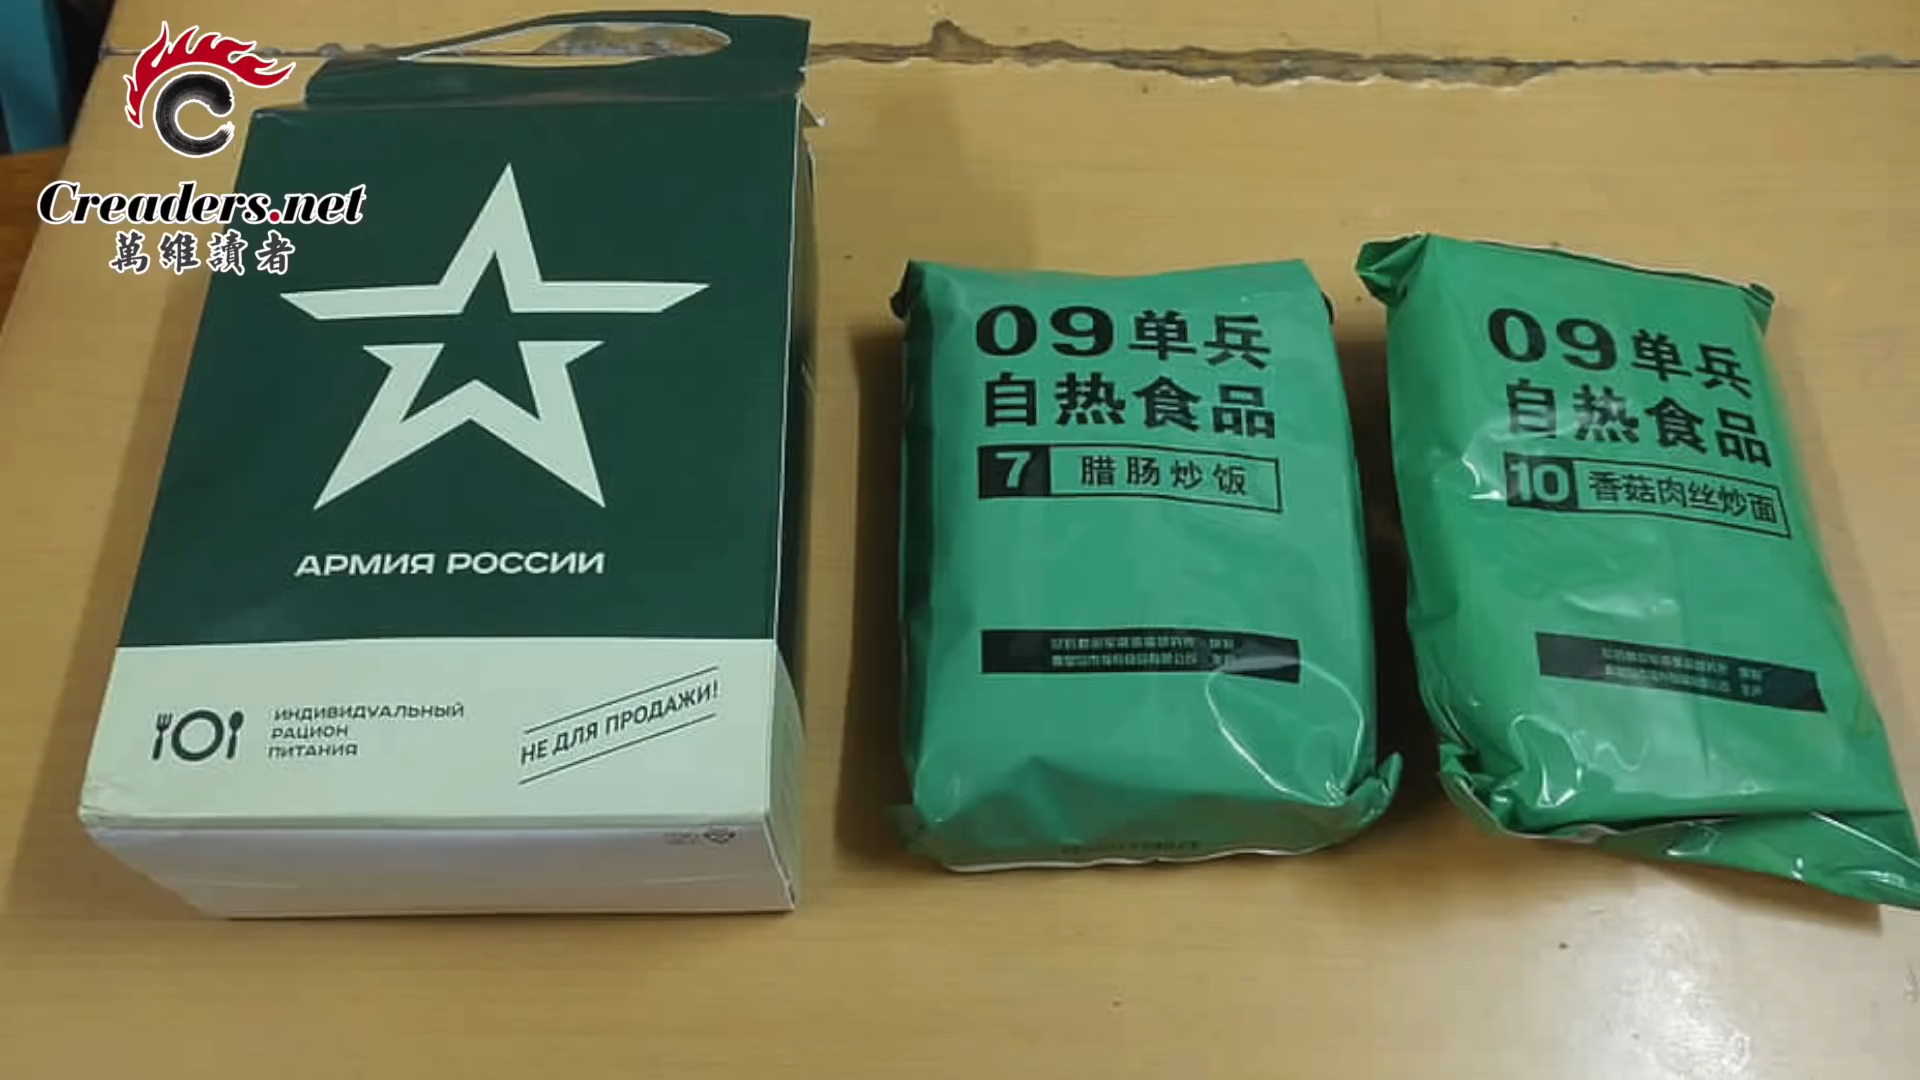 Creaders.net
萬維讀者
АРМИЯ РОССИИ
ИНДИВИДУАЛЬНЫЙ
РАЦИОН
ПИТАНИЯ
НЕ ДЛЯ ПРОДАЖИ!
09单兵
自热食品
7 腊肠炒饭
09单兵
自热食品
10 香菇肉丝炒面